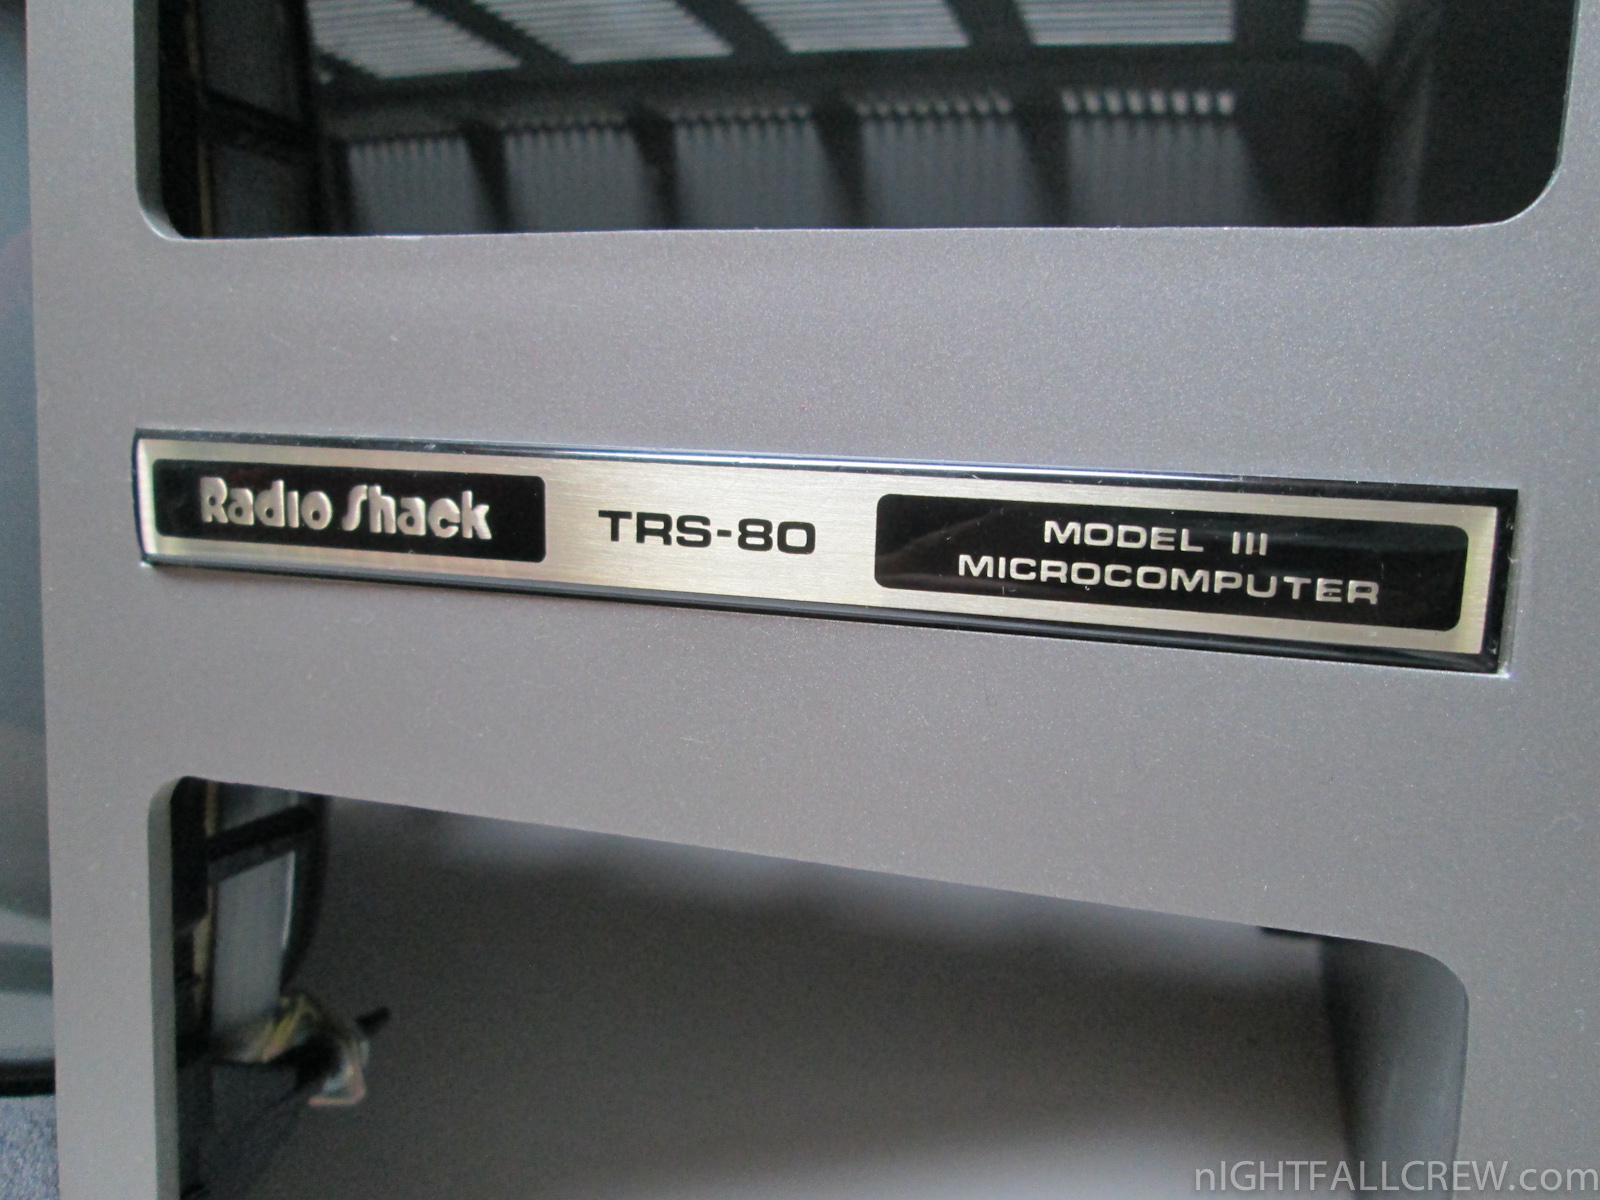 Radio Shack
TRS-80
MODEL III
MICROCOMPUTER
nIGHTFALLCREW.com